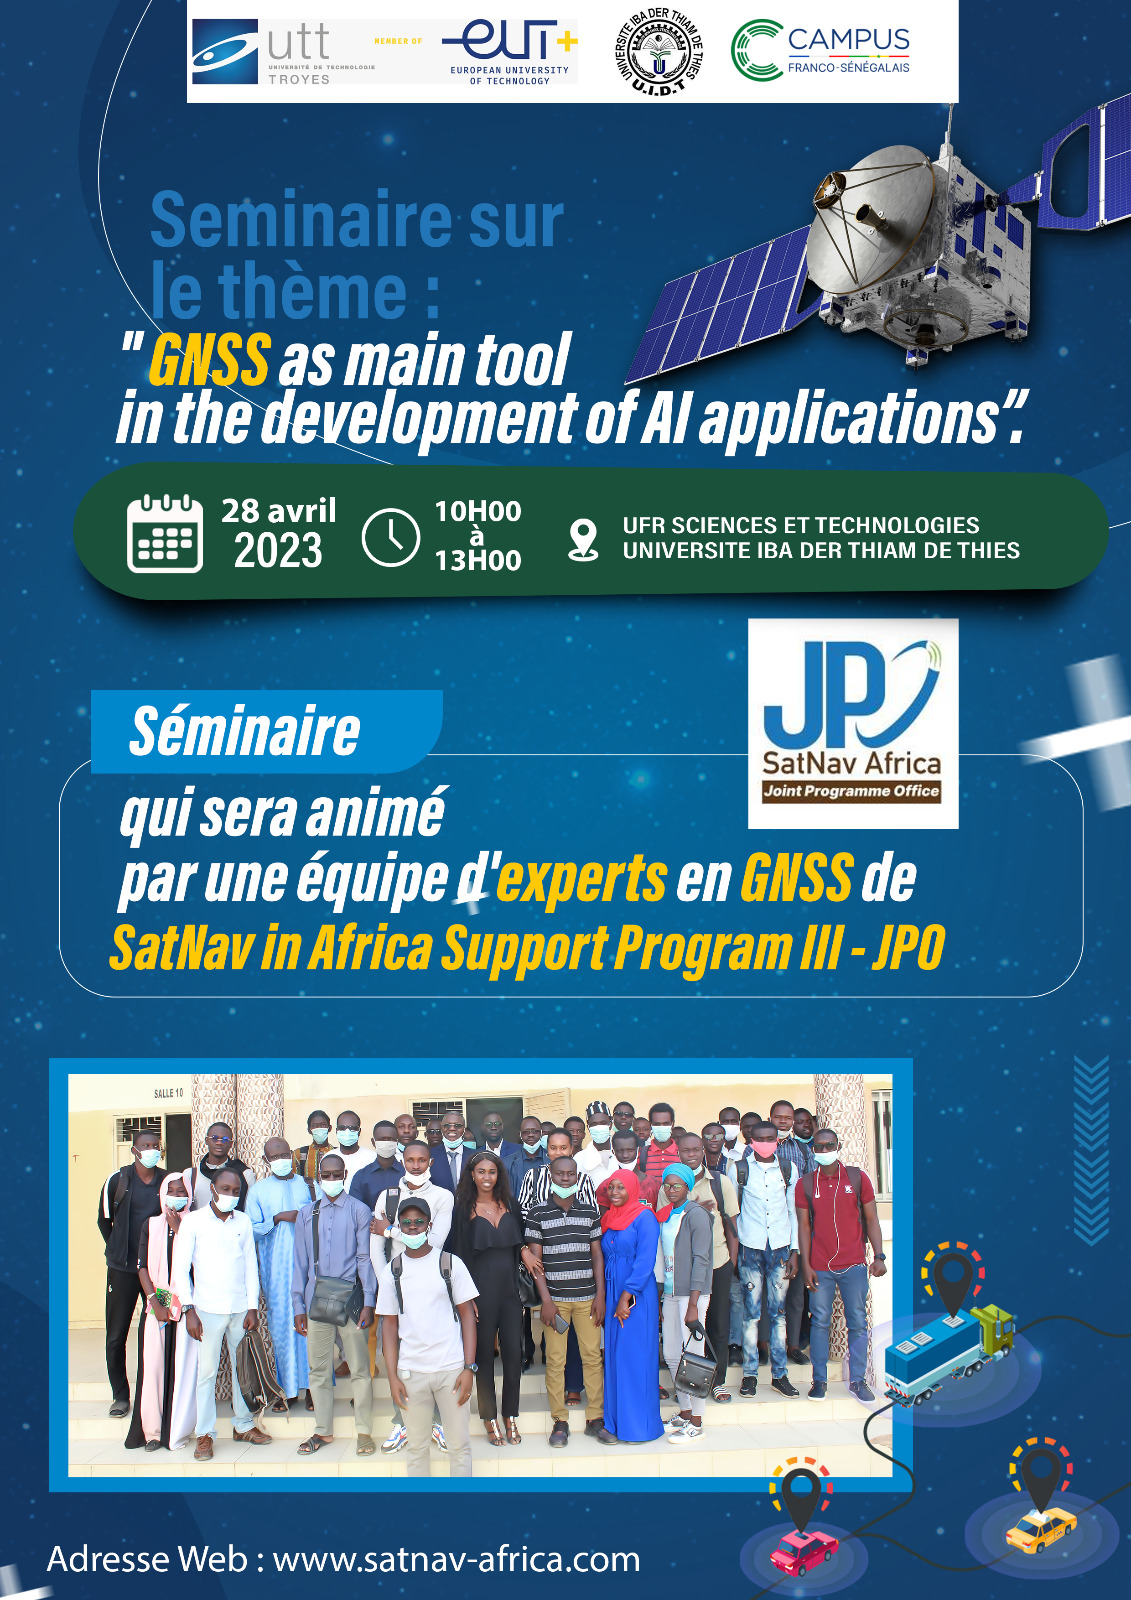 utt
UNIVERSITÉ DE TECHNOLOGIE
TROYES
MEMBER OF
EUT+
EUROPEAN UNIVERSITY
OF TECHNOLOGY
UNIVERSITE IBA DER THIAM DE THIES
U.I.D.T
CAMPUS
FRANCO-SÉNÉGALAIS
Seminaire sur
le thème :
" GNSS as main tool
in the development of AI applications".
28 avril
2023
10H00
à
13H00
UFR SCIENCES ET TECHNOLOGIES
UNIVERSITE IBA DER THIAM DE THIES
JPO
SatNav Africa
Joint Programme Office
Séminaire
qui sera animé
par une équipe d'experts en GNSS de
SatNav in Africa Support Program III - JPO
SALLE 10
Adresse Web : www.satnav-africa.com